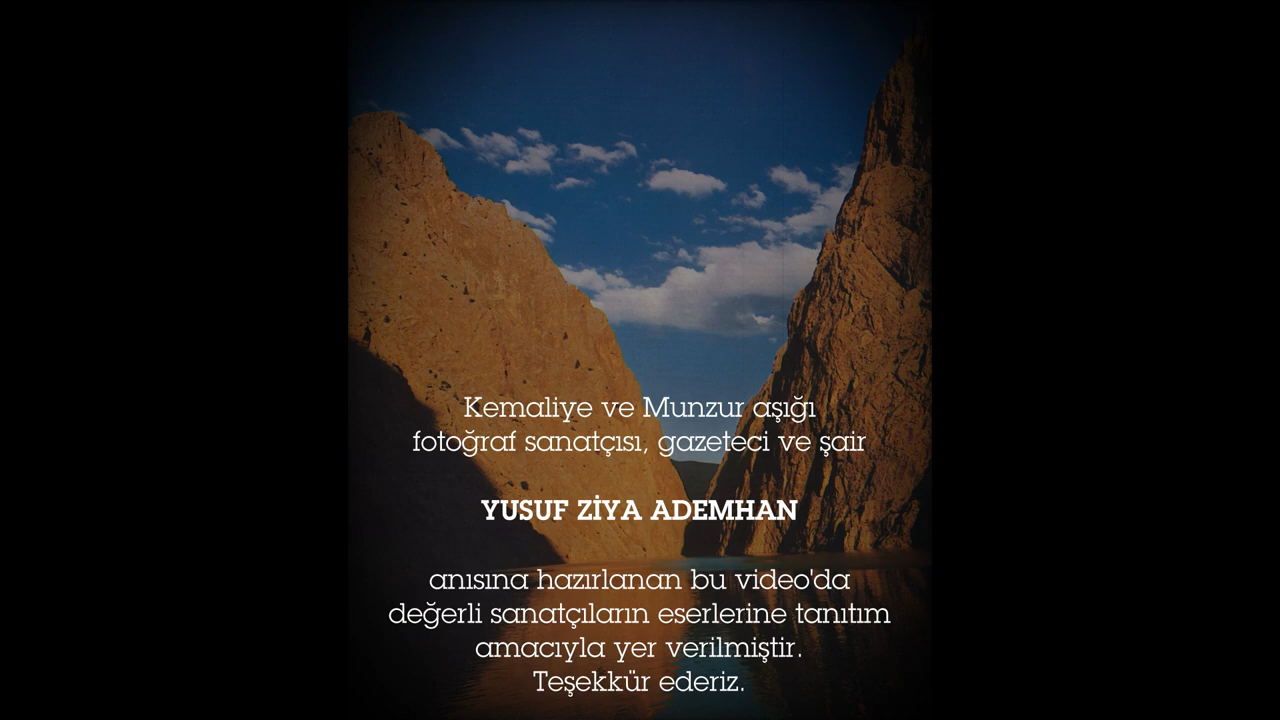 Kemaliye ve Munzur aşığı
fotoğraf sanatçısı, gazeteci ve şair
YUSUF ZİYA ADEMHAN
anısına hazırlanan bu video'da
değerli sanatçıların eserlerine tanıtım
amacıyla yer verilmiştir.
Teşekkür ederiz.